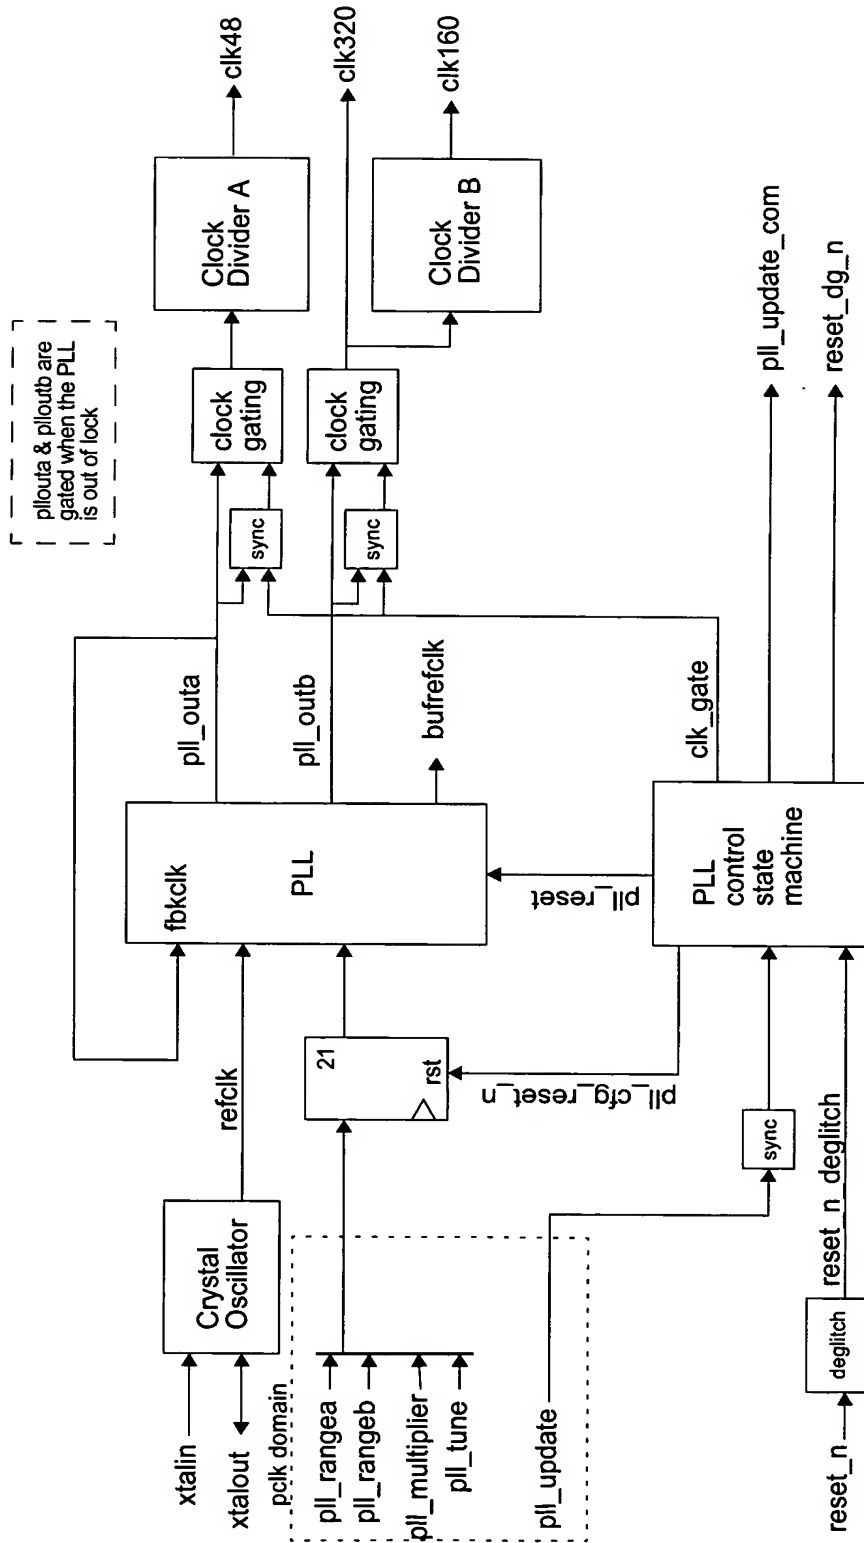 pllouta & plloutb are
gated when the PLL
is out of lock
xtalin
xtalout
Crystal
Oscillator
refclk
fbkclk
PLL
pll_outa
pll_outb
bufrefclk
sync
clock
gating
Clock
Divider A
clk48
sync
clock
gating
clk320
Clock
Divider B
clk160
pclk domain
pll_rangea
pll_rangeb
pll_multiplier
pll_tune
pll_update
21
rst
pll_cfg_reset_n
pll_reset
clk_gate
sync
PLL
control
state
machine
pll_update_com
reset_dg_n
reset_n
deglitch
reset_n_deglitch